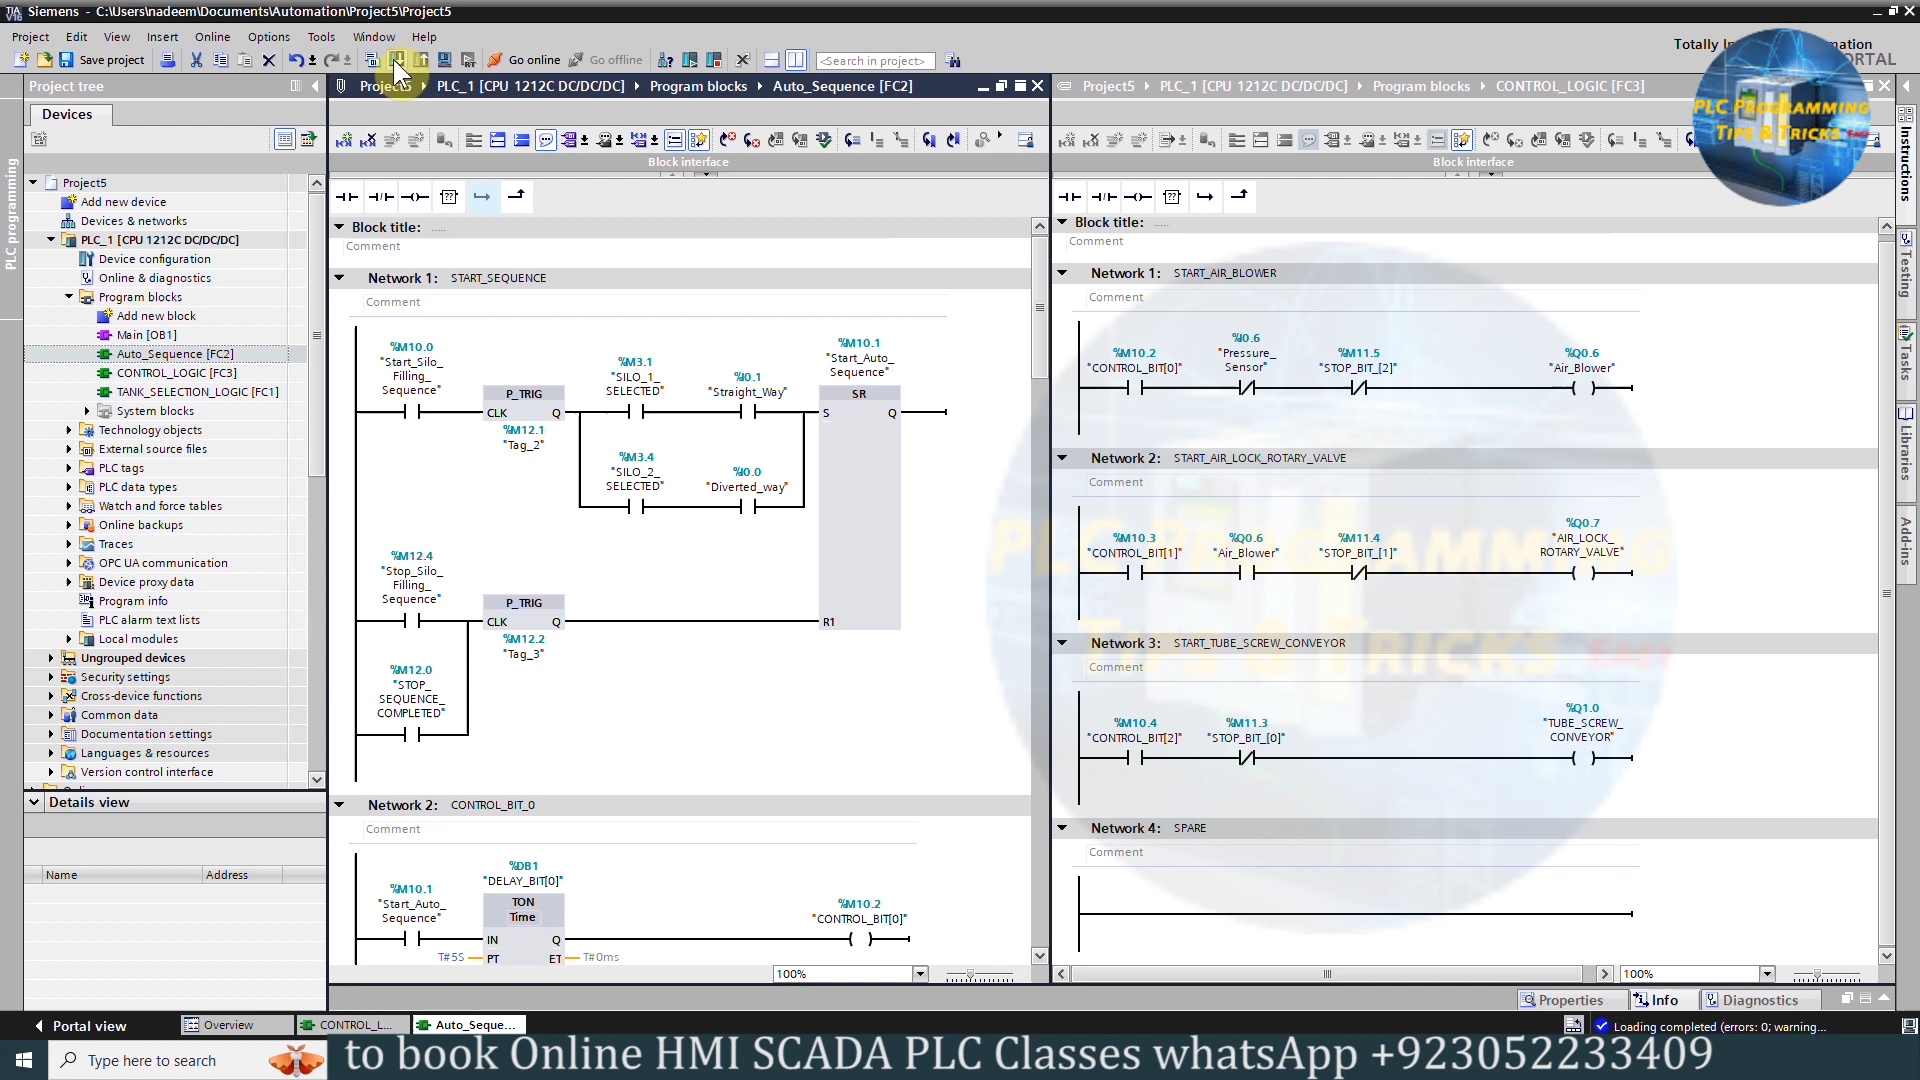 Siemens - C:\Users\nadeem\Documents\Automation\Project5\Project5
Project Edit View Insert Online Options Tools Window Help
Save project
Go online
Go offline
<Search in project>
Totally In
mation
ORTAL
PLC PROGRAMMING
TIPS & TRICKS EASY
Project tree
Devices
PLC programming
Project5
Add new device
Devices & networks
PLC_1 [CPU 1212C DC/DC/DC]
Device configuration
Online & diagnostics
Program blocks
Add new block
Main [OB1]
Auto_Sequence [FC2]
CONTROL_LOGIC [FC3]
TANK_SELECTION_LOGIC [FC1]
System blocks
Technology objects
External source files
PLC tags
PLC data types
Watch and force tables
Online backups
Traces
OPC UA communication
Device proxy data
Program info
PLC alarm text lists
Local modules
Ungrouped devices
Security settings
Cross-device functions
Common data
Documentation settings
Languages & resources
Version control interface
Details view
Name Address
Project5 PLC_1 [CPU 1212C DC/DC/DC] Program blocks Auto_Sequence [FC2]
Block interface
Block title: .....
Comment
Network 1: START_SEQUENCE
Comment
%M10.0
"Start_Silo_
Filling_
Sequence"
P_TRIG
CLK Q
%M12.1
"Tag_2"
%M3.1
"SILO_1_
SELECTED"
%I0.1
"Straight_Way"
%M10.1
"Start_Auto_
Sequence"
SR
S Q
%M3.4
"SILO_2_
SELECTED"
%I0.0
"Diverted_way"
%M12.4
"Stop_Silo_
Filling_
Sequence"
P_TRIG
CLK Q
%M12.2
"Tag_3"
R1
%M12.0
"STOP_
SEQUENCE_
COMPLETED"
Network 2: CONTROL_BIT_0
Comment
%M10.1
"Start_Auto_
Sequence"
%DB1
"DELAY_BIT[0]"
TON
Time
IN Q
T#5S PT ET T#0ms
%M10.2
"CONTROL_BIT[0]"
100%
Project5 PLC_1 [CPU 1212C DC/DC/DC] Program blocks CONTROL_LOGIC [FC3]
Block interface
Block title: .....
Comment
Network 1: START_AIR_BLOWER
Comment
%M10.2
"CONTROL_BIT[0]"
%I0.6
"Pressure_
Sensor"
%M11.5
"STOP_BIT_[2]"
%Q0.6
"Air_Blower"
Network 2: START_AIR_LOCK_ROTARY_VALVE
Comment
%M10.3
"CONTROL_BIT[1]"
%Q0.6
"Air_Blower"
%M11.4
"STOP_BIT_[1]"
%Q0.7
"AIR_LOCK_
ROTARY_VALVE"
Network 3: START_TUBE_SCREW_CONVEYOR
Comment
%M10.4
"CONTROL_BIT[2]"
%M11.3
"STOP_BIT_[0]"
%Q1.0
"TUBE_SCREW_
CONVEYOR"
Network 4: SPARE
Comment
100%
PLC PROGRAMMING
TIPS & TRICKS EASY
Instructions
Testing
Tasks
Libraries
Add-ins
Properties Info Diagnostics
Portal view Overview CONTROL_L... Auto_Seque...
Loading completed (errors: 0; warning...
Type here to search
to book Online HMI SCADA PLC Classes whatsApp +923052233409